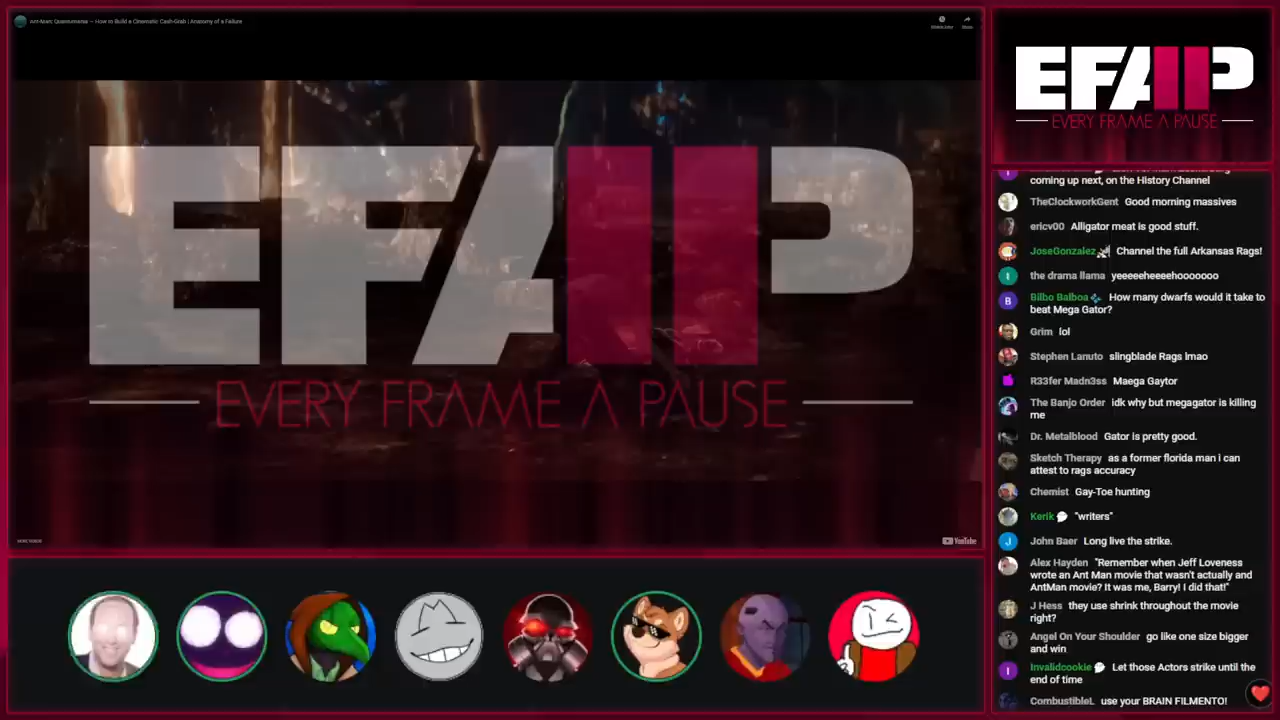 Ant-Man: Quantumania – How to Build a Cinematic Cash-Grab | Anatomy of a Failure
Watch later
Share
EFAP
EVERY FRAME A PAUSE
MORE VIDEOS
YouTube
EFAP
EVERY FRAME A PAUSE
coming up next, on the History Channel
TheClockworkGent Good morning massives
ericv00 Alligator meat is good stuff.
JoseGonzalez Channel the full Arkansas Rags!
the drama llama yeeeeeheeeehooooooo
Bilbo Balboa How many dwarfs would it take to
beat Mega Gator?
Grim lol
Stephen Lanuto slingblade Rags lmao
R33fer Madn3ss Maega Gaytor
The Banjo Order idk why but megagator is killing
me
Dr. Metalblood Gator is pretty good.
Sketch Therapy as a former florida man i can
attest to rags accuracy
Chemist Gay-Toe hunting
Kerik "writers"
John Baer Long live the strike.
Alex Hayden "Remember when Jeff Loveness
wrote an Ant Man movie that wasn't actually and
AntMan movie? It was me, Barry! I did that!"
J Hess they use shrink throughout the movie
right?
Angel On Your Shoulder go like one size bigger
and win
Invalidcookie Let those Actors strike until the
end of time
CombustibleL use your BRAIN FILMENTO!